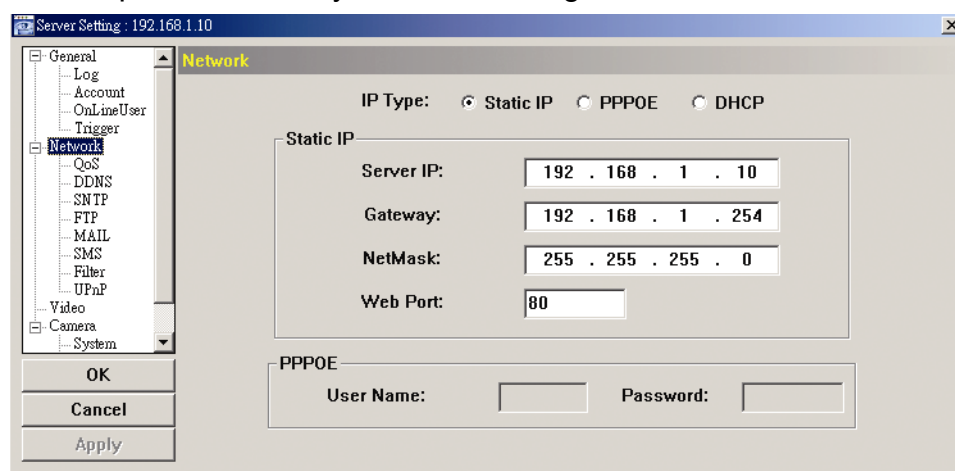 Server Setting : 192.168.1.10
General
Log
Account
OnLineUser
Trigger
Network
QoS
DDNS
SNTP
FTP
MAIL
SMS
Filter
UPnP
Video
Camera
System
OK
Cancel
Apply
Network
IP Type: Static IP PPPOE DHCP
Static IP
Server IP: 192 . 168 . 1 . 10
Gateway: 192 . 168 . 1 . 254
NetMask: 255 . 255 . 255 . 0
Web Port: 80
PPPOE
User Name: Password: